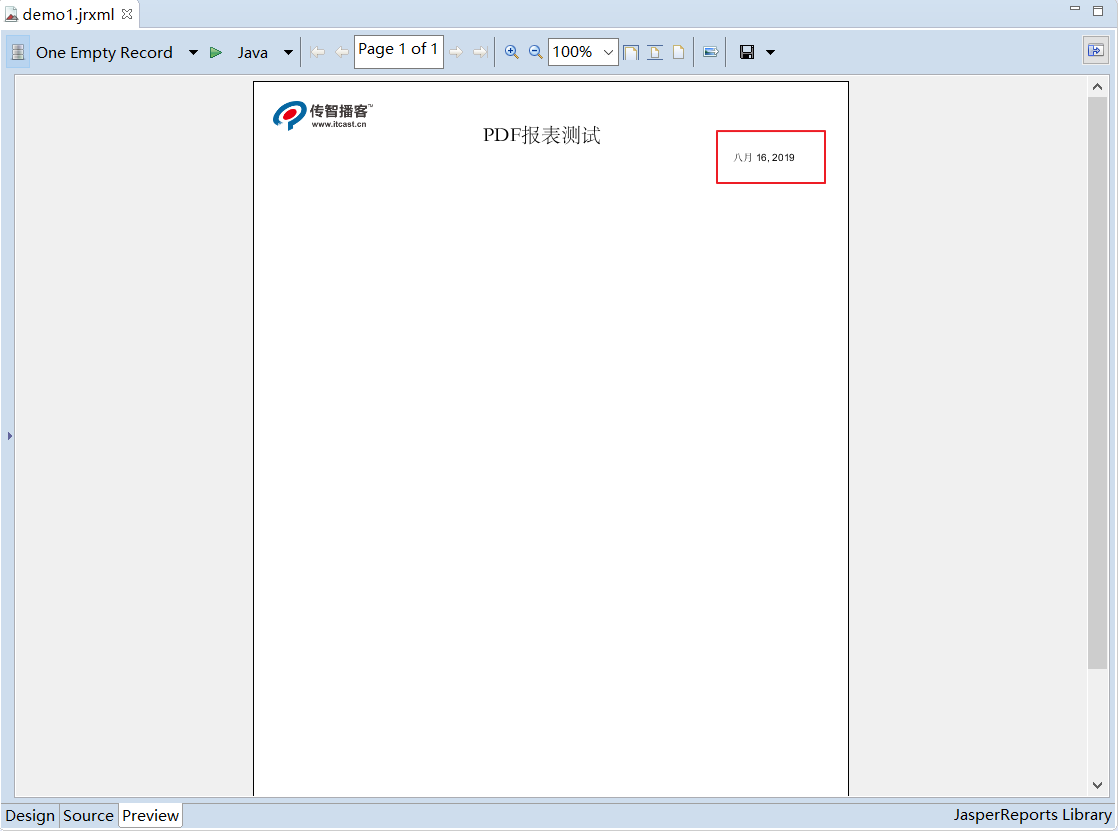 demo1.jrxml
One Empty Record Java Page 1 of 1 100%
传智播客™
www.itcast.cn
PDF报表测试
八月 16, 2019
Design Source Preview JasperReports Library